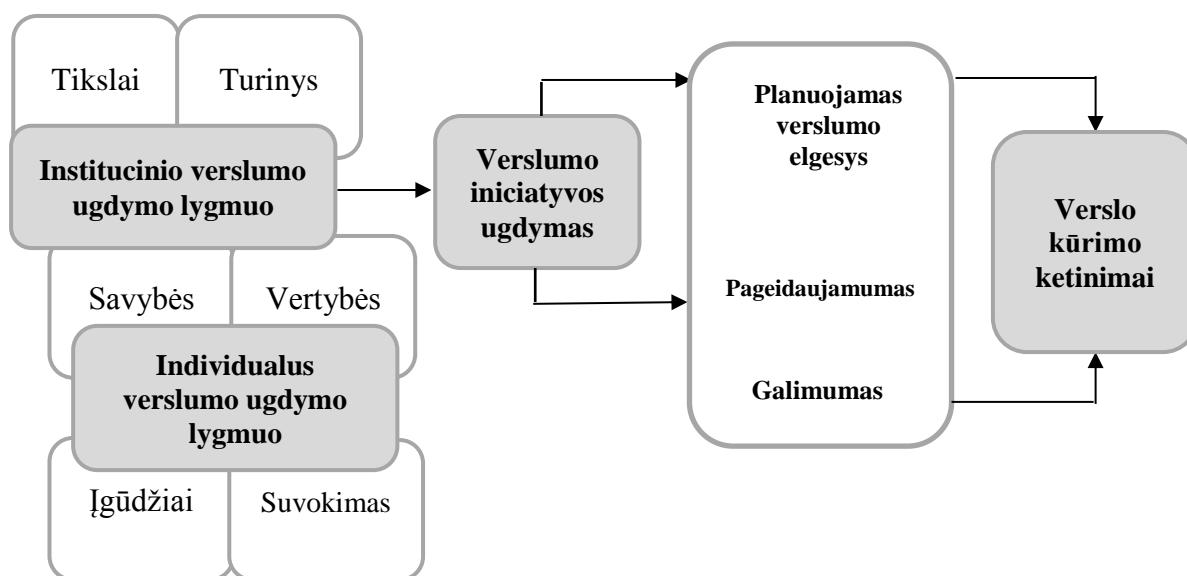 Tikslai
Turinys
Institucinio verslumo
ugdymo lygmuo
Savybės
Vertybės
Individualus
verslumo ugdymo
lygmuo
Įgūdžiai
Suvokimas
Verslumo
iniciatyvos
ugdymas
Planuojamas
verslumo
elgesys
Pageidaujamumas
Galimumas
Verslo
kūrimo
ketinimai